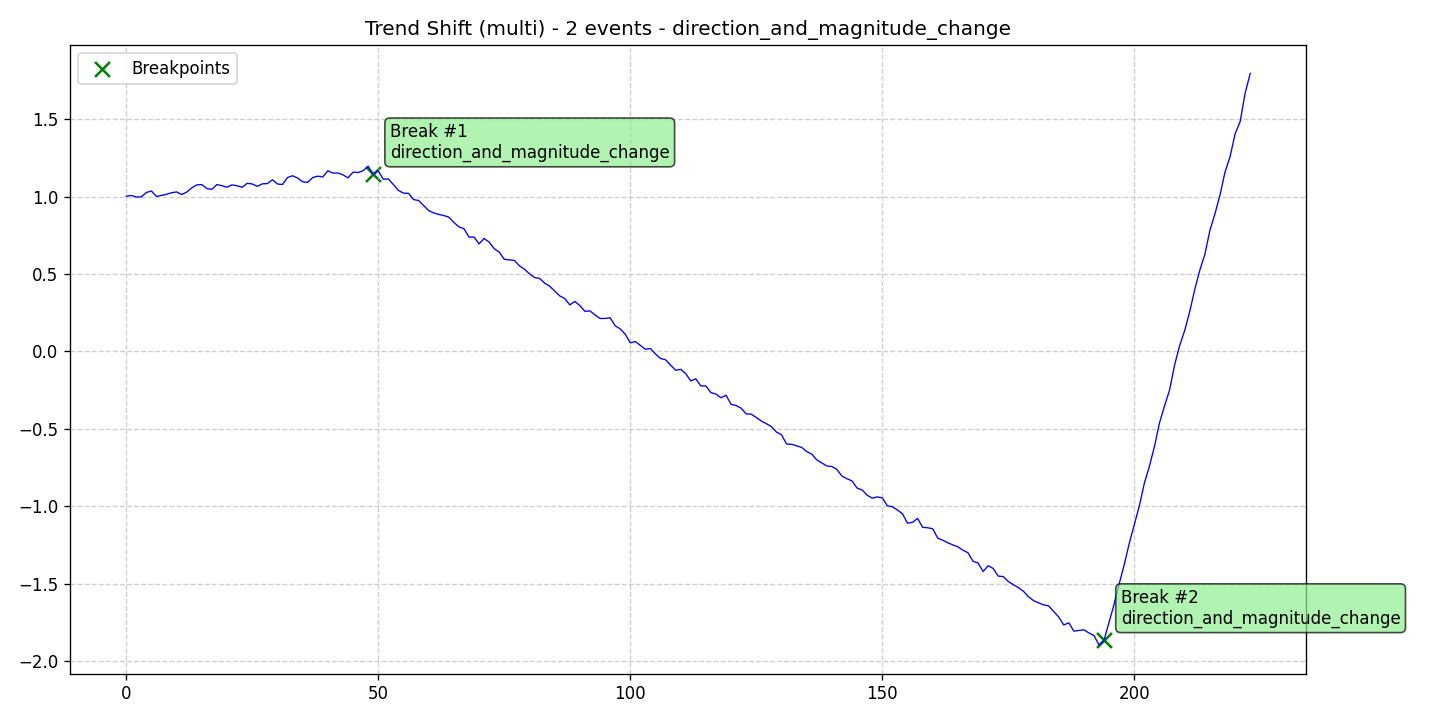 Trend Shift (multi) - 2 events - direction_and_magnitude_change
Breakpoints
Break #1
direction_and_magnitude_change
Break #2
direction_and_magnitude_change
1.5
1.0
0.5
0.0
−0.5
−1.0
−1.5
−2.0
0 50 100 150 200